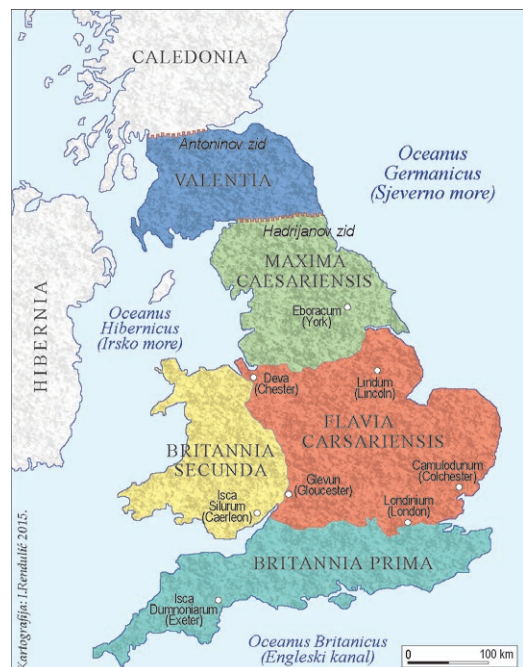 CALEDONIA
Antoninov zid
VALENTIA
Oceanus
Germanicus
(Sjeverno more)
Hadrijanov zid
MAXIMA
CAESARIENSIS
Eboracum
(York)
Oceanus
Hibernicus
(Irsko more)
HIBERNIA
Deva
(Chester)
Lindum
(Lincoln)
FLAVIA
CARSARIENSIS
BRITANNIA
SECUNDA
Camulodunum
(Colchester)
Glevun
(Gloucester)
Isca
Silurum
(Caerleon)
Londinium
(London)
BRITANNIA PRIMA
Isca
Dumnoniarum
(Exeter)
Oceanus Britanicus
(Engleski kanal)
0 100 km
Kartografija: I.Rendulić 2015.